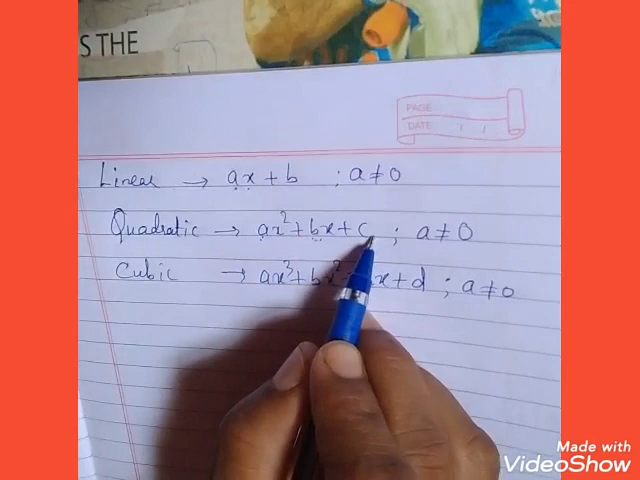 S THE
PAGE
DATE / /
Linear → ax + b ; a ≠ 0
Quadratic → ax² + bx + c ; a ≠ 0
Cubic → ax³ + bx² x + d ; a ≠ 0
Made with
VideoShow